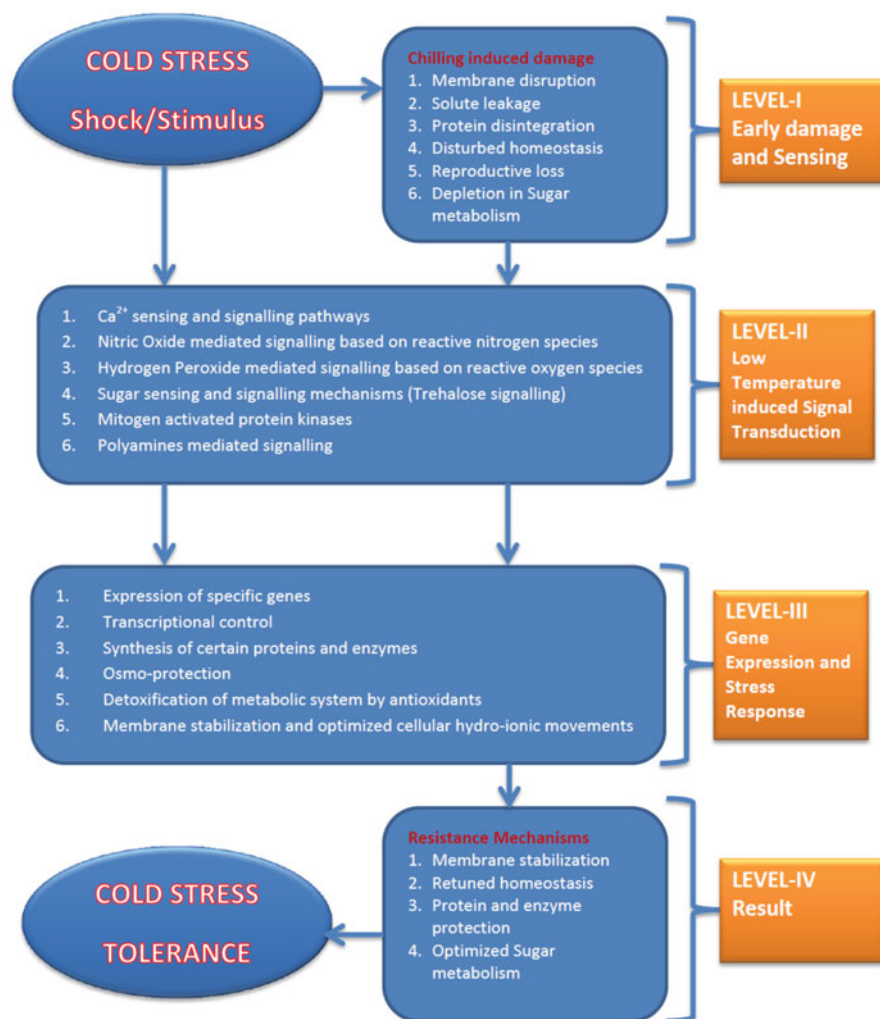 COLD STRESS
Shock/Stimulus
Chilling induced damage
1. Membrane disruption
2. Solute leakage
3. Protein disintegration
4. Disturbed homeostasis
5. Reproductive loss
6. Depletion in Sugar
metabolism
LEVEL-I
Early damage
and Sensing
1. Ca²⁺ sensing and signalling pathways
2. Nitric Oxide mediated signalling based on reactive nitrogen species
3. Hydrogen Peroxide mediated signalling based on reactive oxygen species
4. Sugar sensing and signalling mechanisms (Trehalose signalling)
5. Mitogen activated protein kinases
6. Polyamines mediated signalling
LEVEL-II
Low
Temperature
induced Signal
Transduction
1. Expression of specific genes
2. Transcriptional control
3. Synthesis of certain proteins and enzymes
4. Osmo-protection
5. Detoxification of metabolic system by antioxidants
6. Membrane stabilization and optimized cellular hydro-ionic movements
LEVEL-III
Gene
Expression and
Stress
Response
Resistance Mechanisms
1. Membrane stabilization
2. Retuned homeostasis
3. Protein and enzyme
protection
4. Optimized Sugar
metabolism
COLD STRESS
TOLERANCE
LEVEL-IV
Result